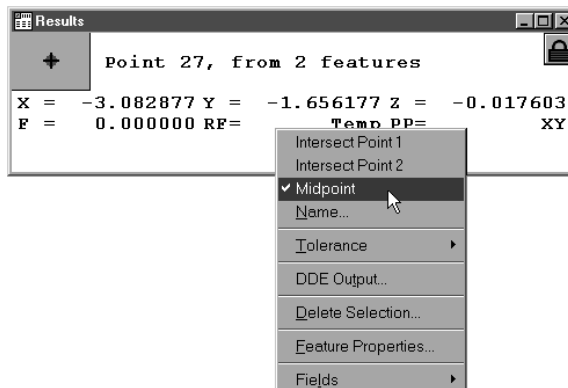 Results
Point 27, from 2 features
X = -3.082877 Y = -1.656177 Z = -0.017603
F = 0.000000 RF= Temp PP= XY
Intersect Point 1
Intersect Point 2
Midpoint
Name...
Tolerance
DDE Output...
Delete Selection...
Feature Properties...
Fields